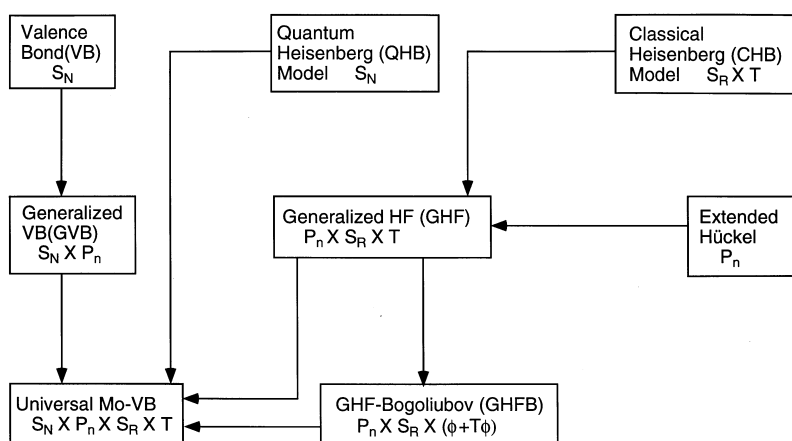 Valence
Bond(VB)
S_N
Quantum
Heisenberg (QHB)
Model S_N
Classical
Heisenberg (CHB)
Model S_R X T
Generalized
VB(GVB)
S_N X P_n
Generalized HF (GHF)
P_n X S_R X T
Extended
Hückel
P_n
Universal Mo-VB
S_N X P_n X S_R X T
GHF-Bogoliubov (GHFB)
P_n X S_R X (ϕ+Tϕ)